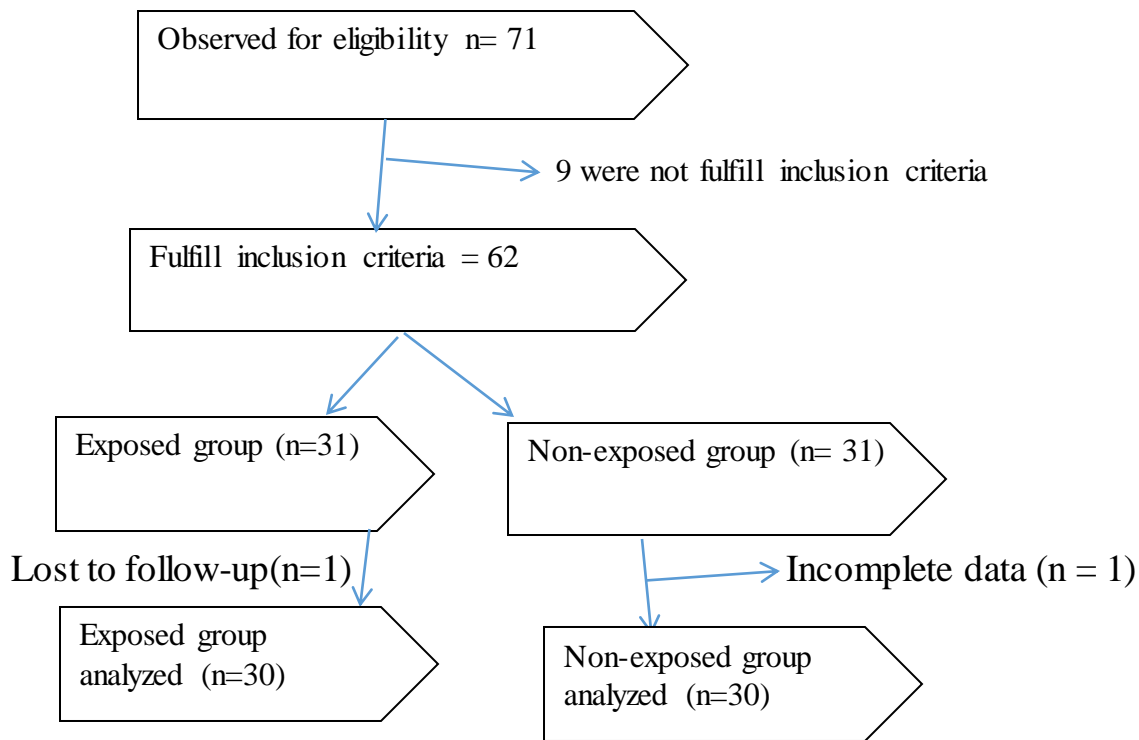 Observed for eligibility n= 71
9 were not fulfill inclusion criteria
Fulfill inclusion criteria = 62
Exposed group (n=31)
Non-exposed group (n= 31)
Lost to follow-up(n=1)
Incomplete data (n = 1)
Exposed group
analyzed (n=30)
Non-exposed group
analyzed (n=30)